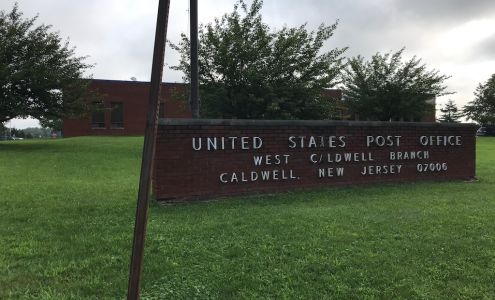 UNITED STATES POST OFFICE
WEST CALDWELL BRANCH
CALDWELL, NEW JERSEY 07006